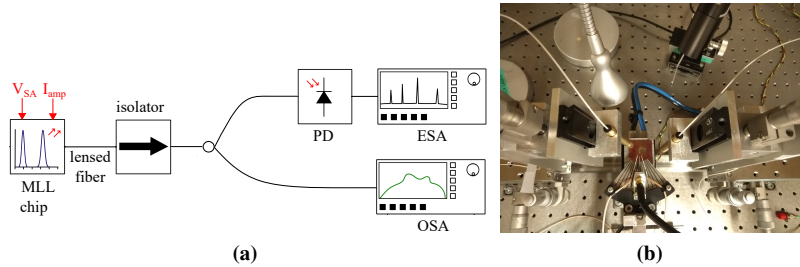 V_SA I_amp
isolator
lensed
fiber
MLL
chip
PD
ESA
OSA
(a)
(b)